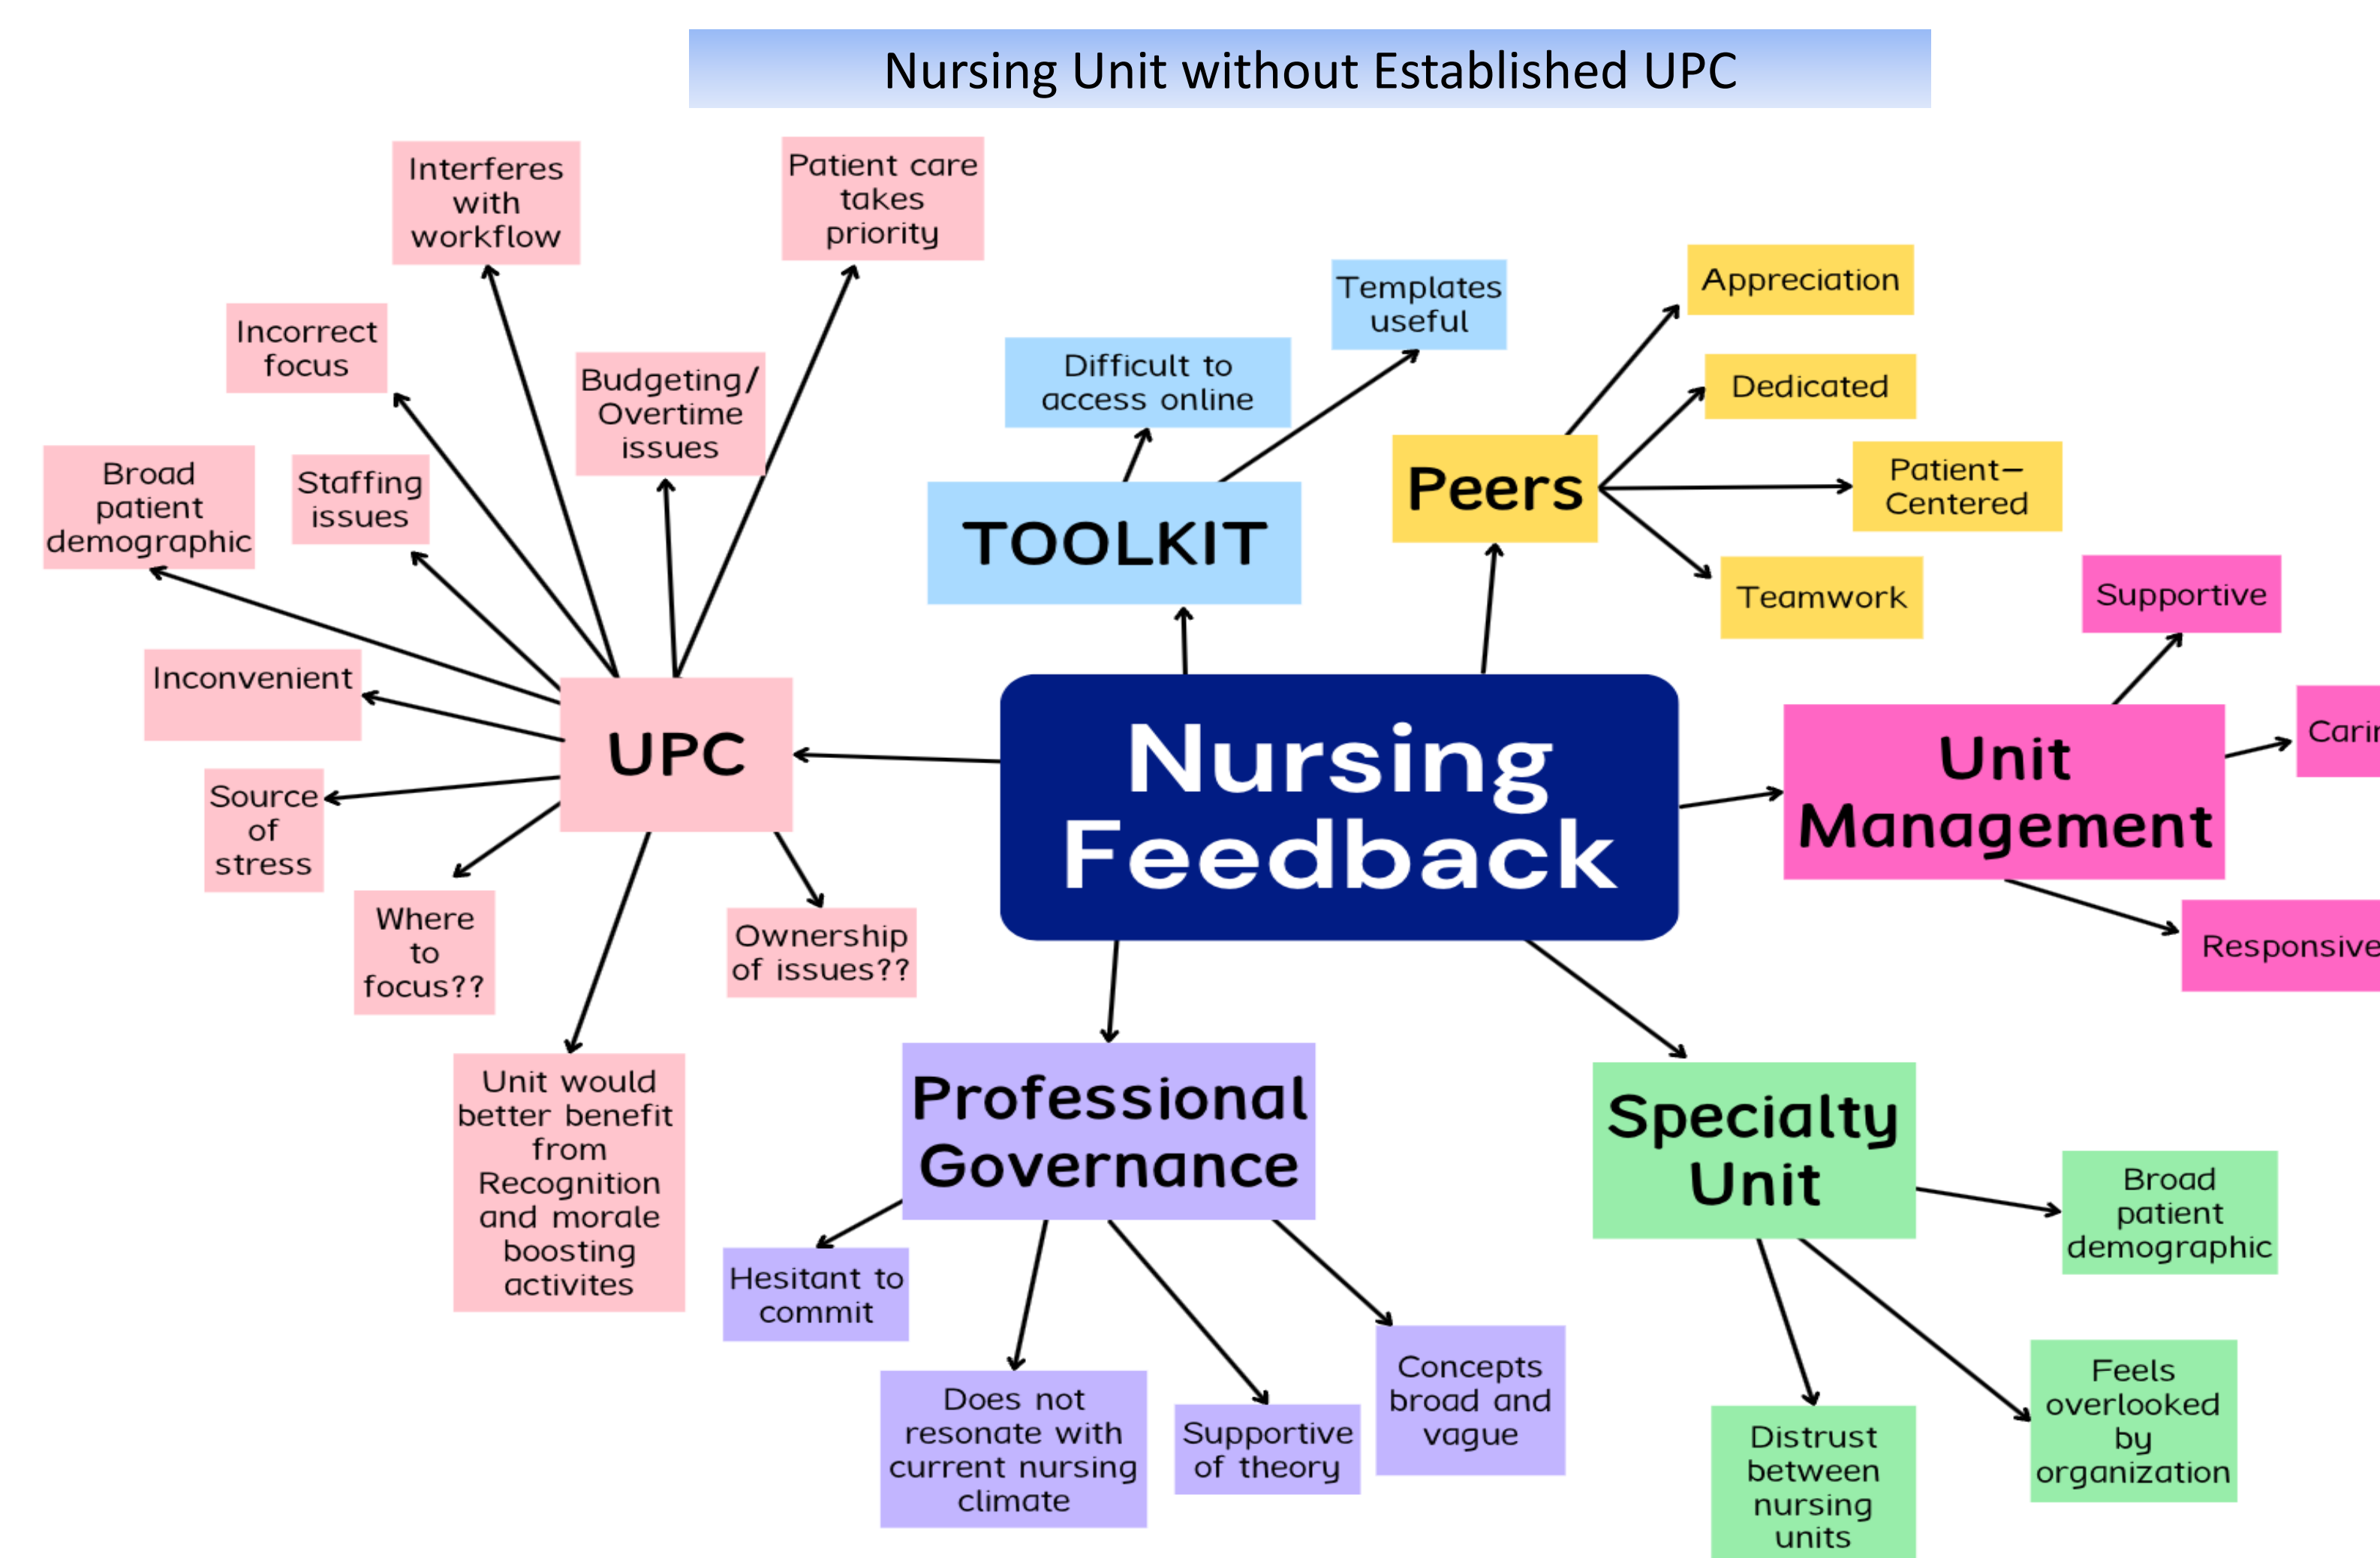 Nursing Unit without Established UPC
Interferes
with
workflow
Patient care
takes
priority
Incorrect
focus
Budgeting/
Overtime
issues
Broad
patient
demographic
Staffing
issues
Inconvenient
Source
of
stress
Where
to
focus??
Ownership
of issues??
Unit would
better benefit
from
Recognition
and morale
boosting
activites
UPC
Difficult to
access online
Templates
useful
TOOLKIT
Peers
Appreciation
Dedicated
Patient–
Centered
Teamwork
Nursing
Feedback
Unit
Management
Supportive
Responsive
Professional
Governance
Hesitant to
commit
Does not
resonate with
current nursing
climate
Supportive
of theory
Concepts
broad and
vague
Specialty
Unit
Broad
patient
demographic
Feels
overlooked
by
organization
Distrust
between
nursing
units